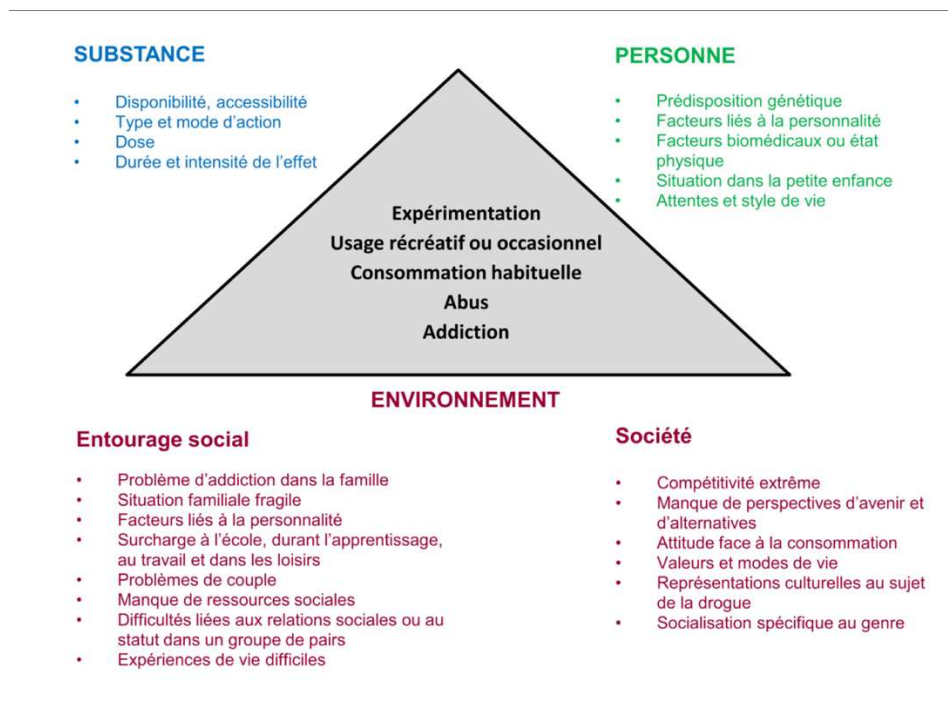 SUBSTANCE
• Disponibilité, accessibilité
• Type et mode d'action
• Dose
• Durée et intensité de l'effet
PERSONNE
• Prédisposition génétique
• Facteurs liés à la personnalité
• Facteurs biomédicaux ou état
physique
• Situation dans la petite enfance
• Attentes et style de vie
Expérimentation
Usage récréatif ou occasionnel
Consommation habituelle
Abus
Addiction
ENVIRONNEMENT
Entourage social
• Problème d'addiction dans la famille
• Situation familiale fragile
• Facteurs liés à la personnalité
• Surcharge à l'école, durant l'apprentissage,
au travail et dans les loisirs
• Problèmes de couple
• Manque de ressources sociales
• Difficultés liées aux relations sociales ou au
statut dans un groupe de pairs
• Expériences de vie difficiles
Société
• Compétitivité extrême
• Manque de perspectives d'avenir et
d'alternatives
• Attitude face à la consommation
• Valeurs et modes de vie
• Représentations culturelles au sujet
de la drogue
• Socialisation spécifique au genre